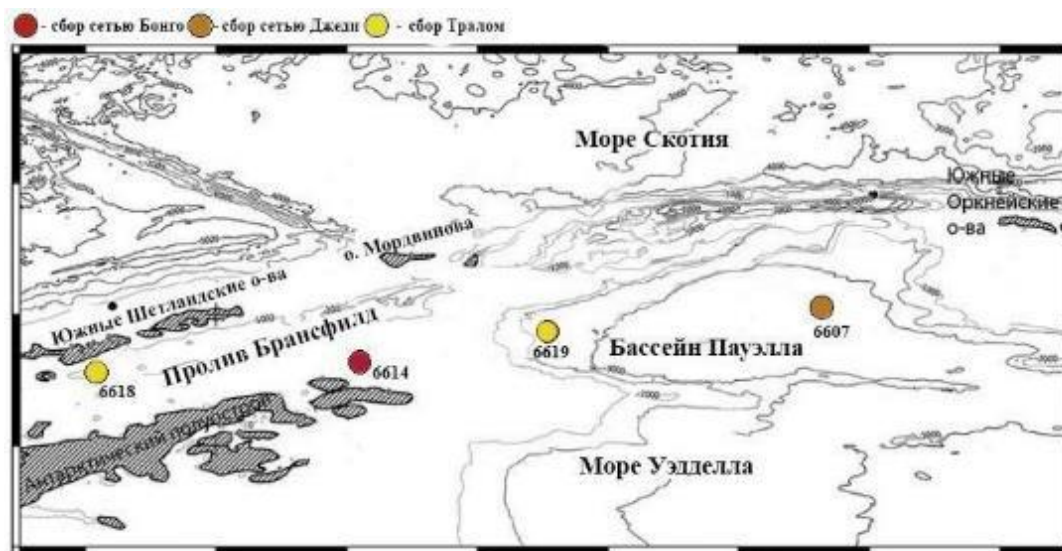 - сбор сетью Бонго - сбор сетью Джеди - сбор Тралом
Море Скотия
Южные
Оркнейские
о-ва
о. Мордвинова
Южные Шетландские о-ва
Пролив Брансфилд
6618
6614
6619
Бассейн Пауэлла
6607
Антарктический полуостров
Море Уэдделла